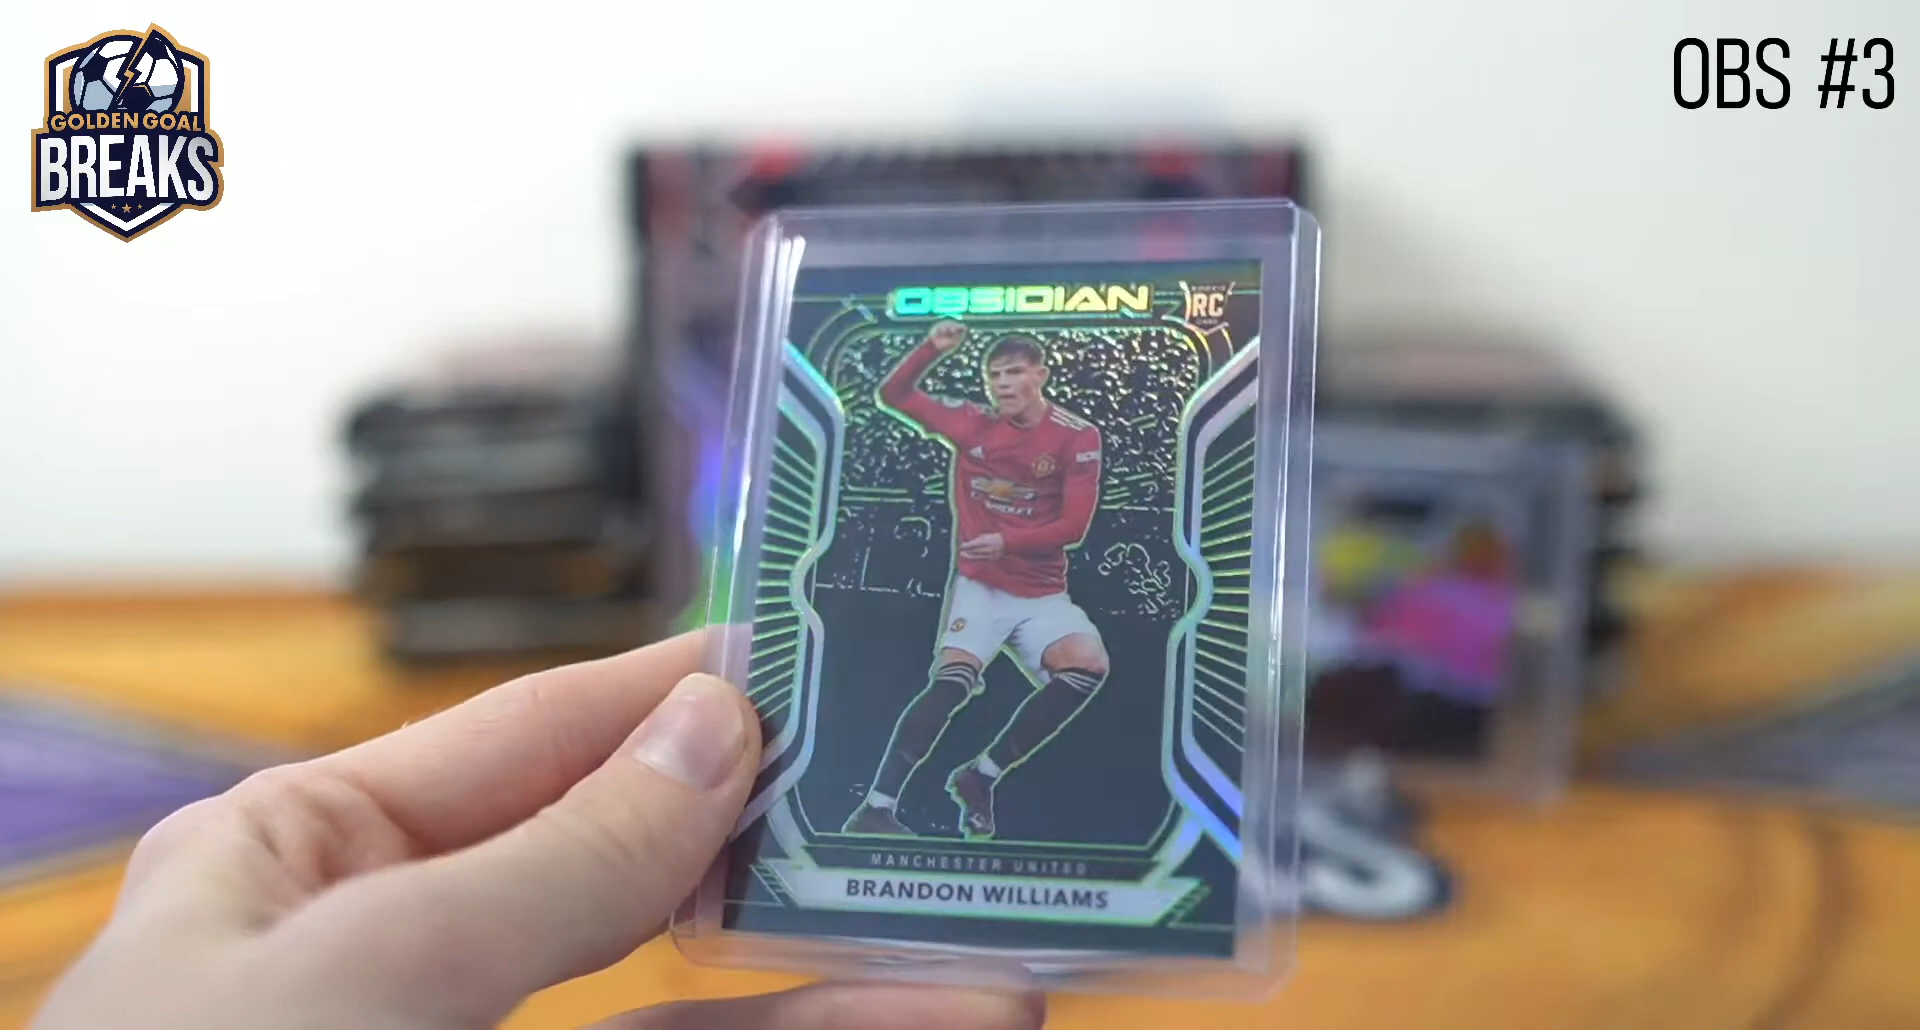 GOLDEN GOAL
BREAKS
OBS #3
OBSIDIAN
RC
MANCHESTER UNITED
BRANDON WILLIAMS